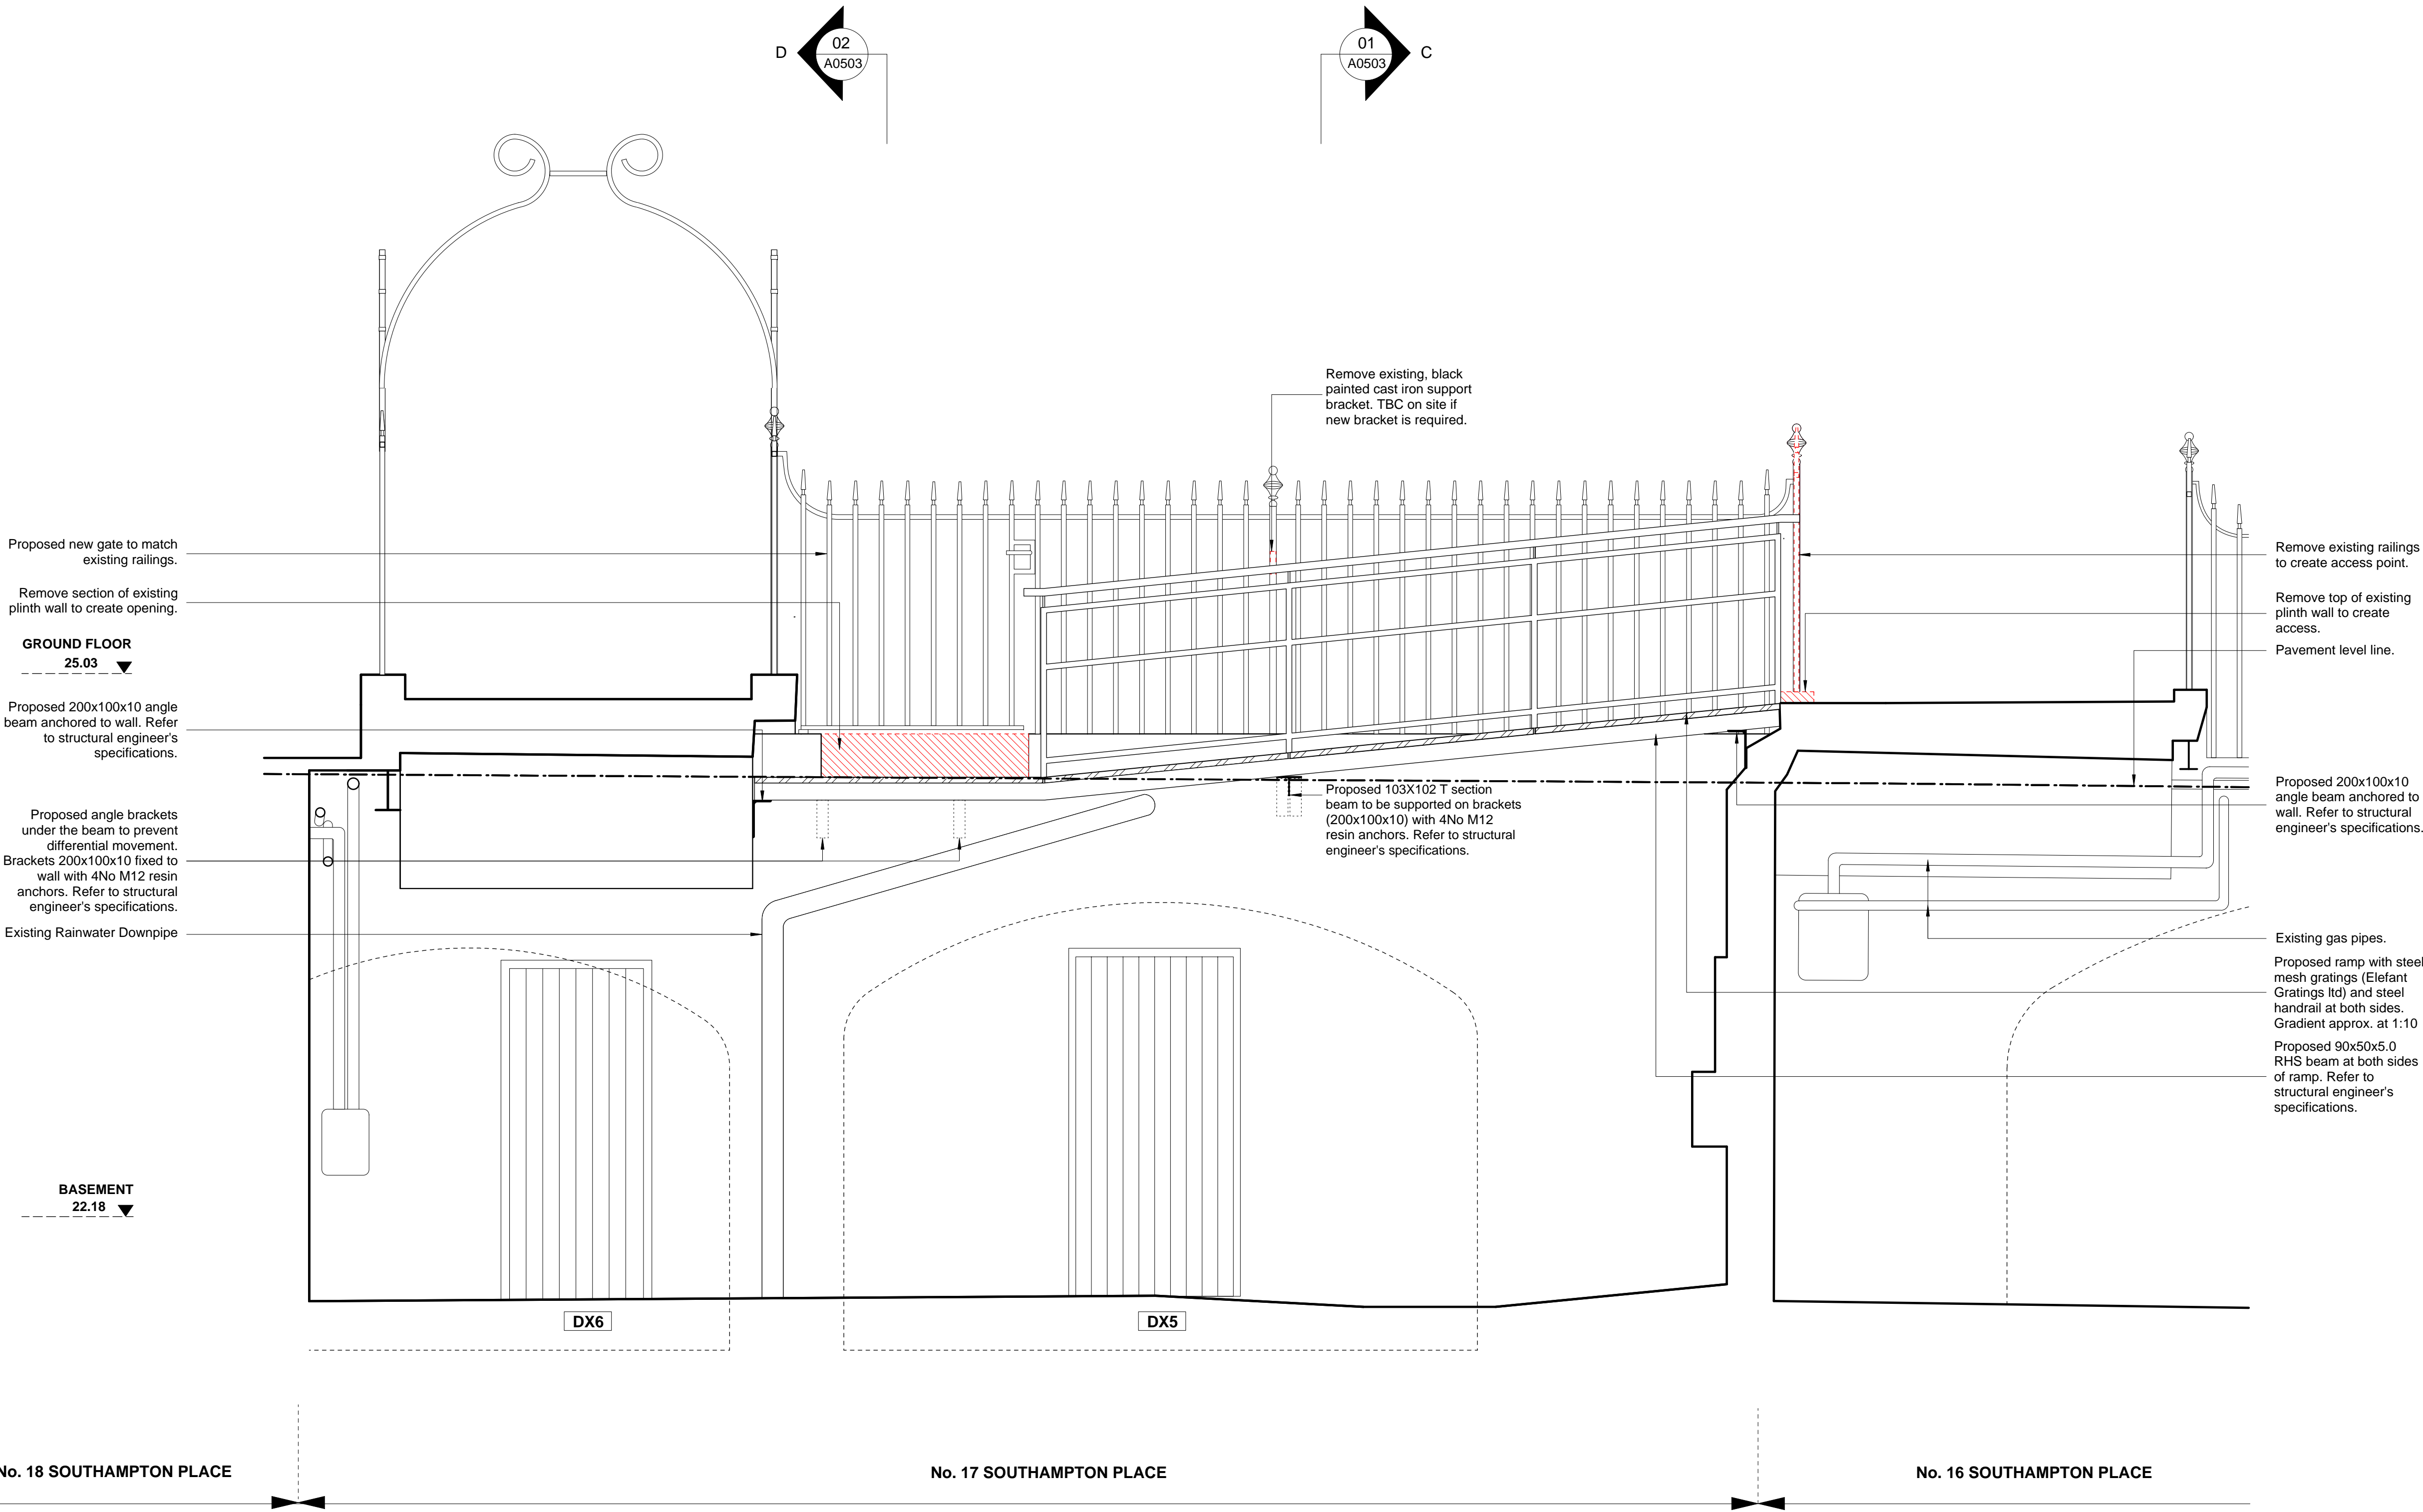 D
02
A0503
01
A0503
C
Remove existing, black
painted cast iron support
bracket. TBC on site if
new bracket is required.
Proposed new gate to match
existing railings.
Remove section of existing
plinth wall to create opening.
GROUND FLOOR
25.03
Proposed 200x100x10 angle
beam anchored to wall. Refer
to structural engineer's
specifications.
Proposed angle brackets
under the beam to prevent
differential movement.
Brackets 200x100x10 fixed to
wall with 4No M12 resin
anchors. Refer to structural
engineer's specifications.
Existing Rainwater Downpipe
BASEMENT
22.18
Proposed 103X102 T section
beam to be supported on brackets
(200x100x10) with 4No M12
resin anchors. Refer to structural
engineer's specifications.
Remove existing railings
to create access point.
Remove top of existing
plinth wall to create
access.
Pavement level line.
Proposed 200x100x10
angle beam anchored to
wall. Refer to structural
engineer's specifications.
Existing gas pipes.
Proposed ramp with steel
mesh gratings (Elefant
Gratings ltd) and steel
handrail at both sides.
Gradient approx. at 1:10
Proposed 90x50x5.0
RHS beam at both sides
of ramp. Refer to
structural engineer's
specifications.
DX6
DX5
No. 18 SOUTHAMPTON PLACE
No. 17 SOUTHAMPTON PLACE
No. 16 SOUTHAMPTON PLACE